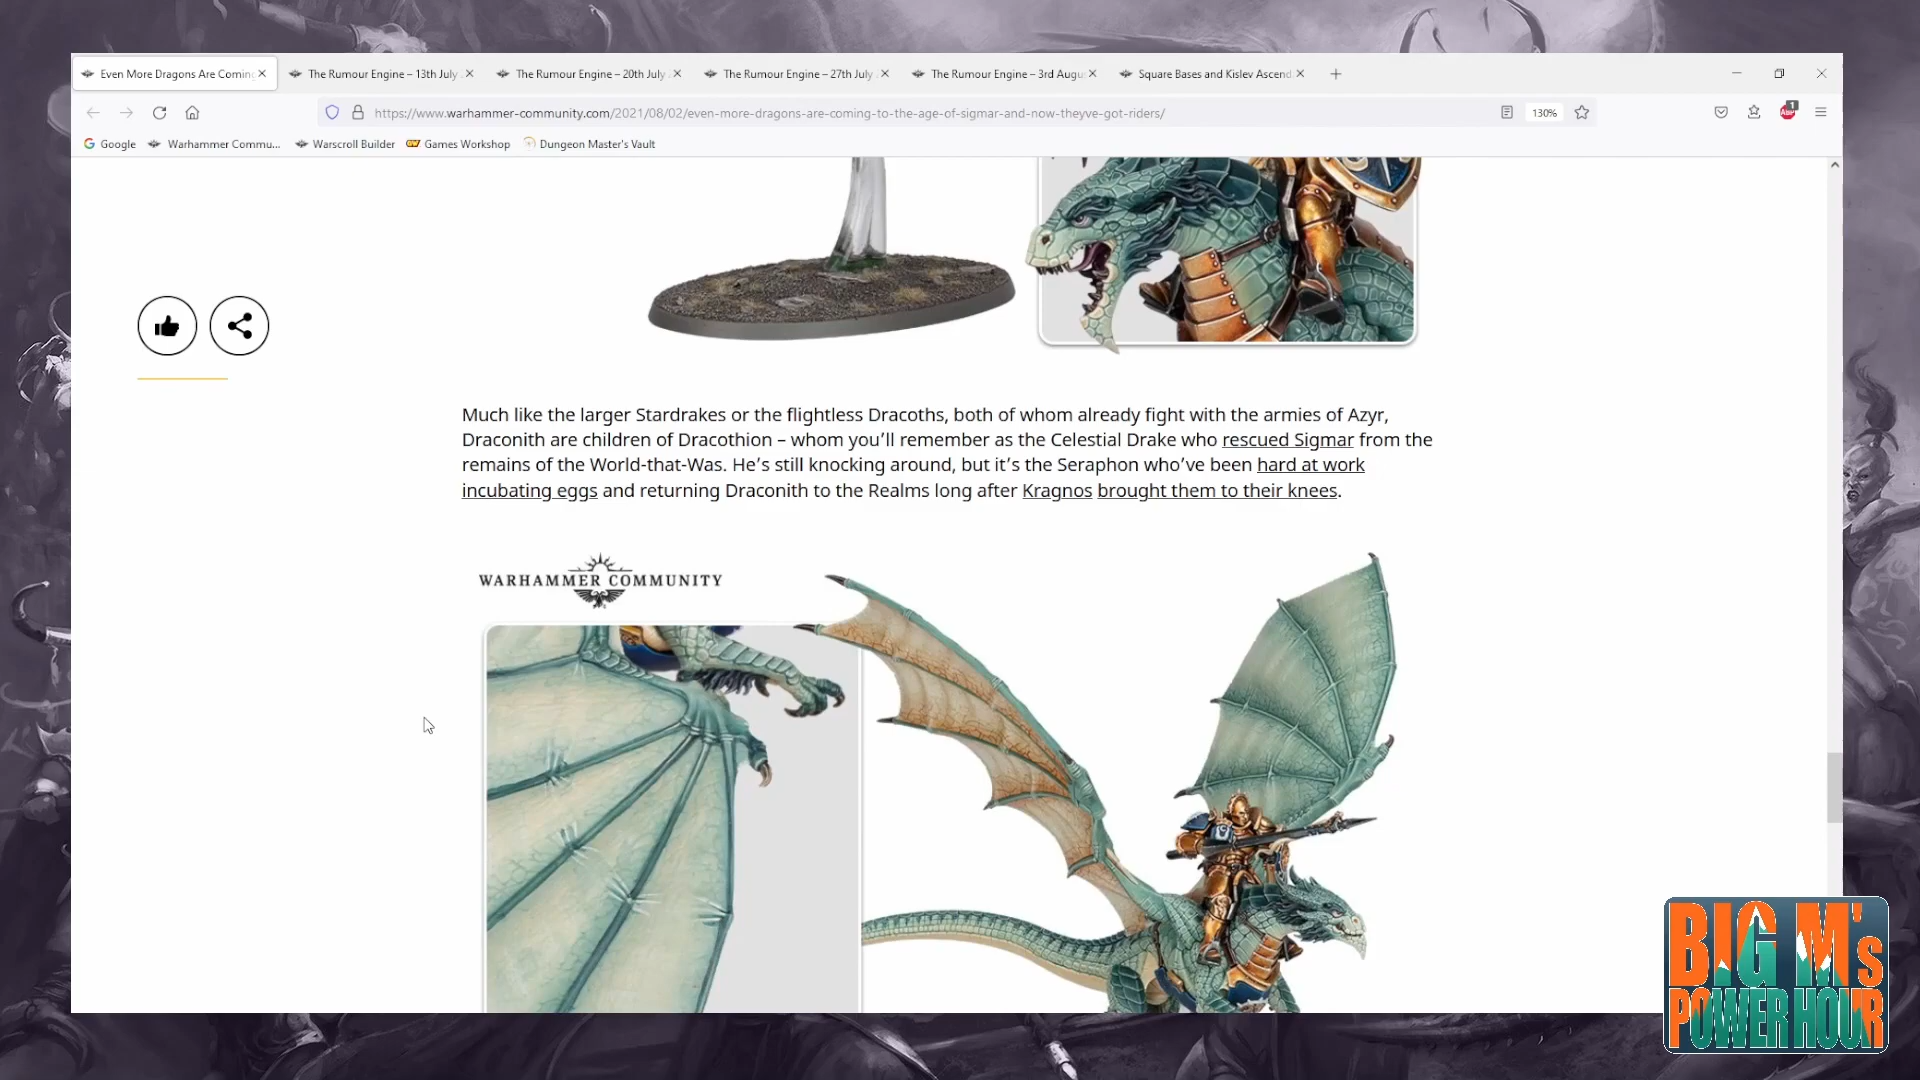 Even More Dragons Are Coming
The Rumour Engine – 13th July
The Rumour Engine – 20th July
The Rumour Engine – 27th July
The Rumour Engine – 3rd Augu
Square Bases and Kislev Ascend
https://www.warhammer-community.com/2021/08/02/even-more-dragons-are-coming-to-the-age-of-sigmar-and-now-theyve-got-riders/
130%
1
Google
Warhammer Commu...
Warscroll Builder
Games Workshop
Dungeon Master's Vault
Much like the larger Stardrakes or the flightless Dracoths, both of whom already fight with the armies of Azyr,
Draconith are children of Dracothion – whom you’ll remember as the Celestial Drake who rescued Sigmar from the
remains of the World-that-Was. He’s still knocking around, but it’s the Seraphon who’ve been hard at work
incubating eggs and returning Draconith to the Realms long after Kragnos brought them to their knees.
WARHAMMER COMMUNITY
BIG M's
POWER HOUR